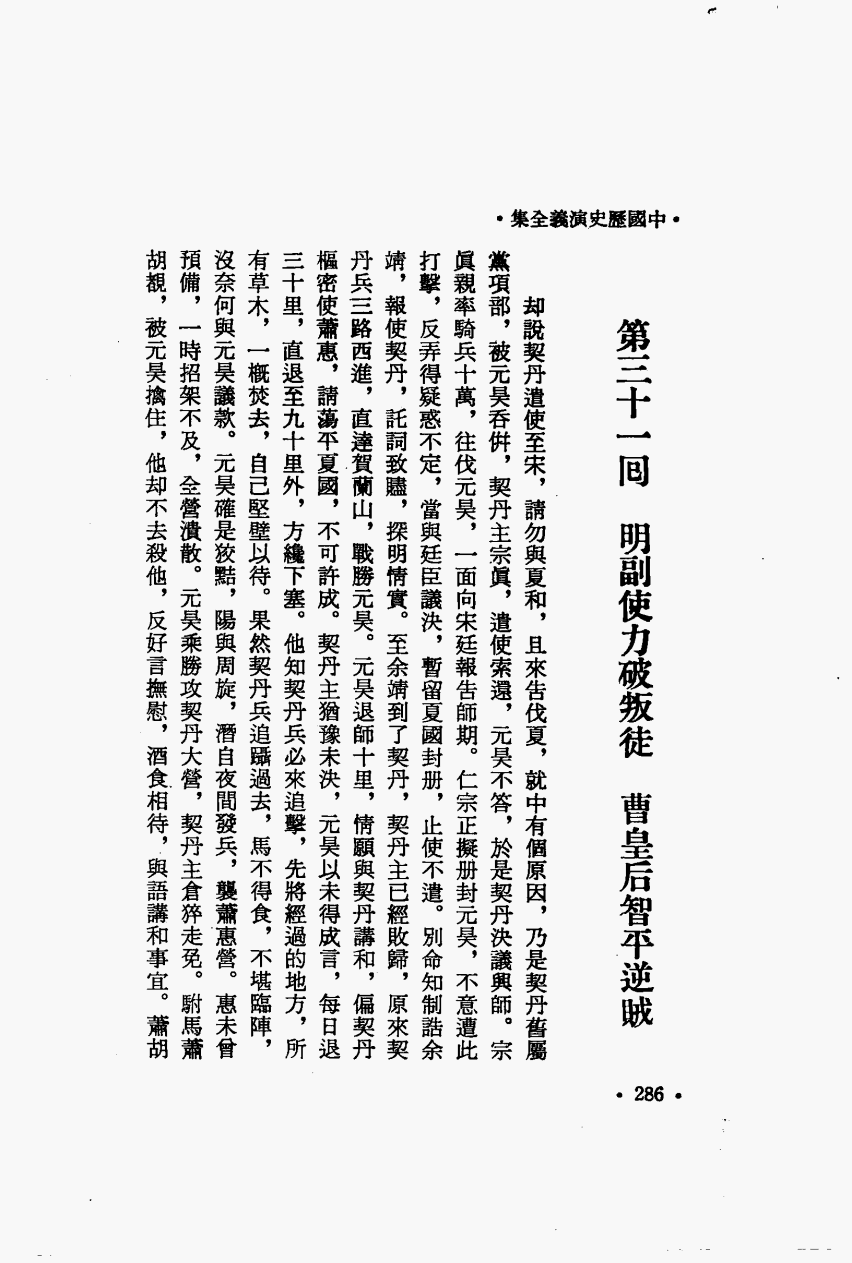 •中國歷史演義全集•
第三十一囘　明副使力破叛徒　曹皇后智平逆賊
却說契丹遣使至宋，請勿與夏和，且來告伐夏，就中有個原因，乃是契丹舊屬
黨項部，被元昊吞併，契丹主宗眞，遣使索還，元昊不答，於是契丹決議興師。宗
眞親率騎兵十萬，往伐元昊，一面向宋廷報告師期。仁宗正擬册封元昊，不意遭此
打擊，反弄得疑惑不定，當與廷臣議決，暫留夏國封册，止使不遣。別命知制誥余
靖，報使契丹，託詞致贐，探明情實。至余靖到了契丹，契丹主已經敗歸，原來契
丹兵三路西進，直達賀蘭山，戰勝元昊。元昊退師十里，情願與契丹講和，偏契丹
樞密使蕭惠，請蕩平夏國，不可許成。契丹主猶豫未決，元昊以未得成言，每日退
三十里，直退至九十里外，方纔下塞。他知契丹兵必來追擊，先將經過的地方，所
有草木，一概焚去，自己堅壁以待。果然契丹兵追躡過去，馬不得食，不堪臨陣，
沒奈何與元昊議款。元昊確是狡黠，陽與周旋，潛自夜間發兵，襲蕭惠營。惠未曾
預備，一時招架不及，全營潰散。元昊乘勝攻契丹大營，契丹主倉猝走免。駙馬蕭
胡覩，被元昊擒住，他却不去殺他，反好言撫慰，酒食相待，與語講和事宜。蕭胡
•286•